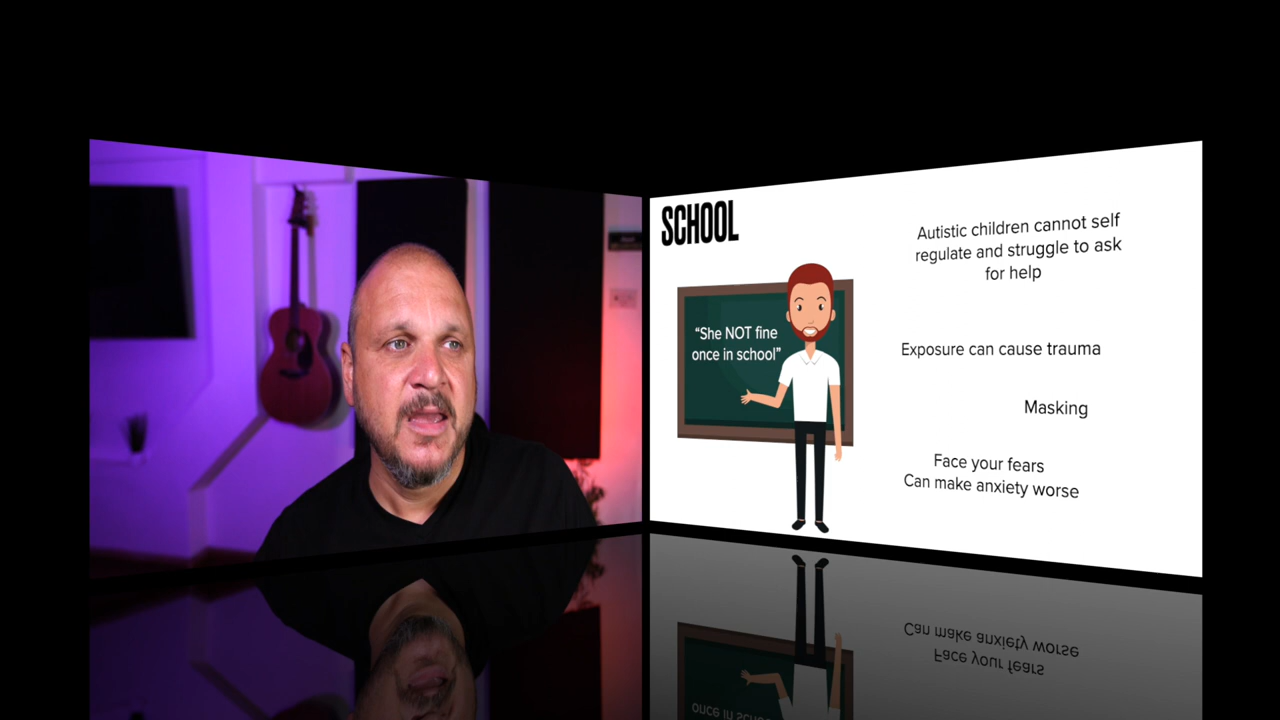 SCHOOL
“She NOT fine
once in school”
Autistic children cannot self
regulate and struggle to ask
for help
Exposure can cause trauma
Masking
Face your fears
Can make anxiety worse